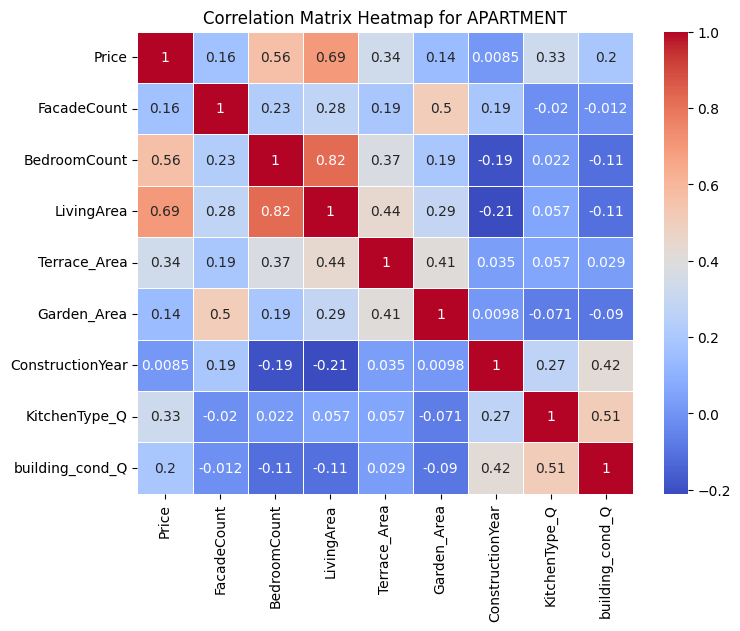 Correlation Matrix Heatmap for APARTMENT
Price 1 0.16 0.56 0.69 0.34 0.14 0.0085 0.33 0.2
FacadeCount 0.16 1 0.23 0.28 0.19 0.5 0.19 -0.02 -0.012
BedroomCount 0.56 0.23 1 0.82 0.37 0.19 -0.19 0.022 -0.11
LivingArea 0.69 0.28 0.82 1 0.44 0.29 -0.21 0.057 -0.11
Terrace_Area 0.34 0.19 0.37 0.44 1 0.41 0.035 0.057 0.029
Garden_Area 0.14 0.5 0.19 0.29 0.41 1 0.0098 -0.071 -0.09
ConstructionYear 0.0085 0.19 -0.19 -0.21 0.035 0.0098 1 0.27 0.42
KitchenType_Q 0.33 -0.02 0.022 0.057 0.057 -0.071 0.27 1 0.51
building_cond_Q 0.2 -0.012 -0.11 -0.11 0.029 -0.09 0.42 0.51 1
Price
FacadeCount
BedroomCount
LivingArea
Terrace_Area
Garden_Area
ConstructionYear
KitchenType_Q
building_cond_Q
1.0
0.8
0.6
0.4
0.2
0.0
−0.2